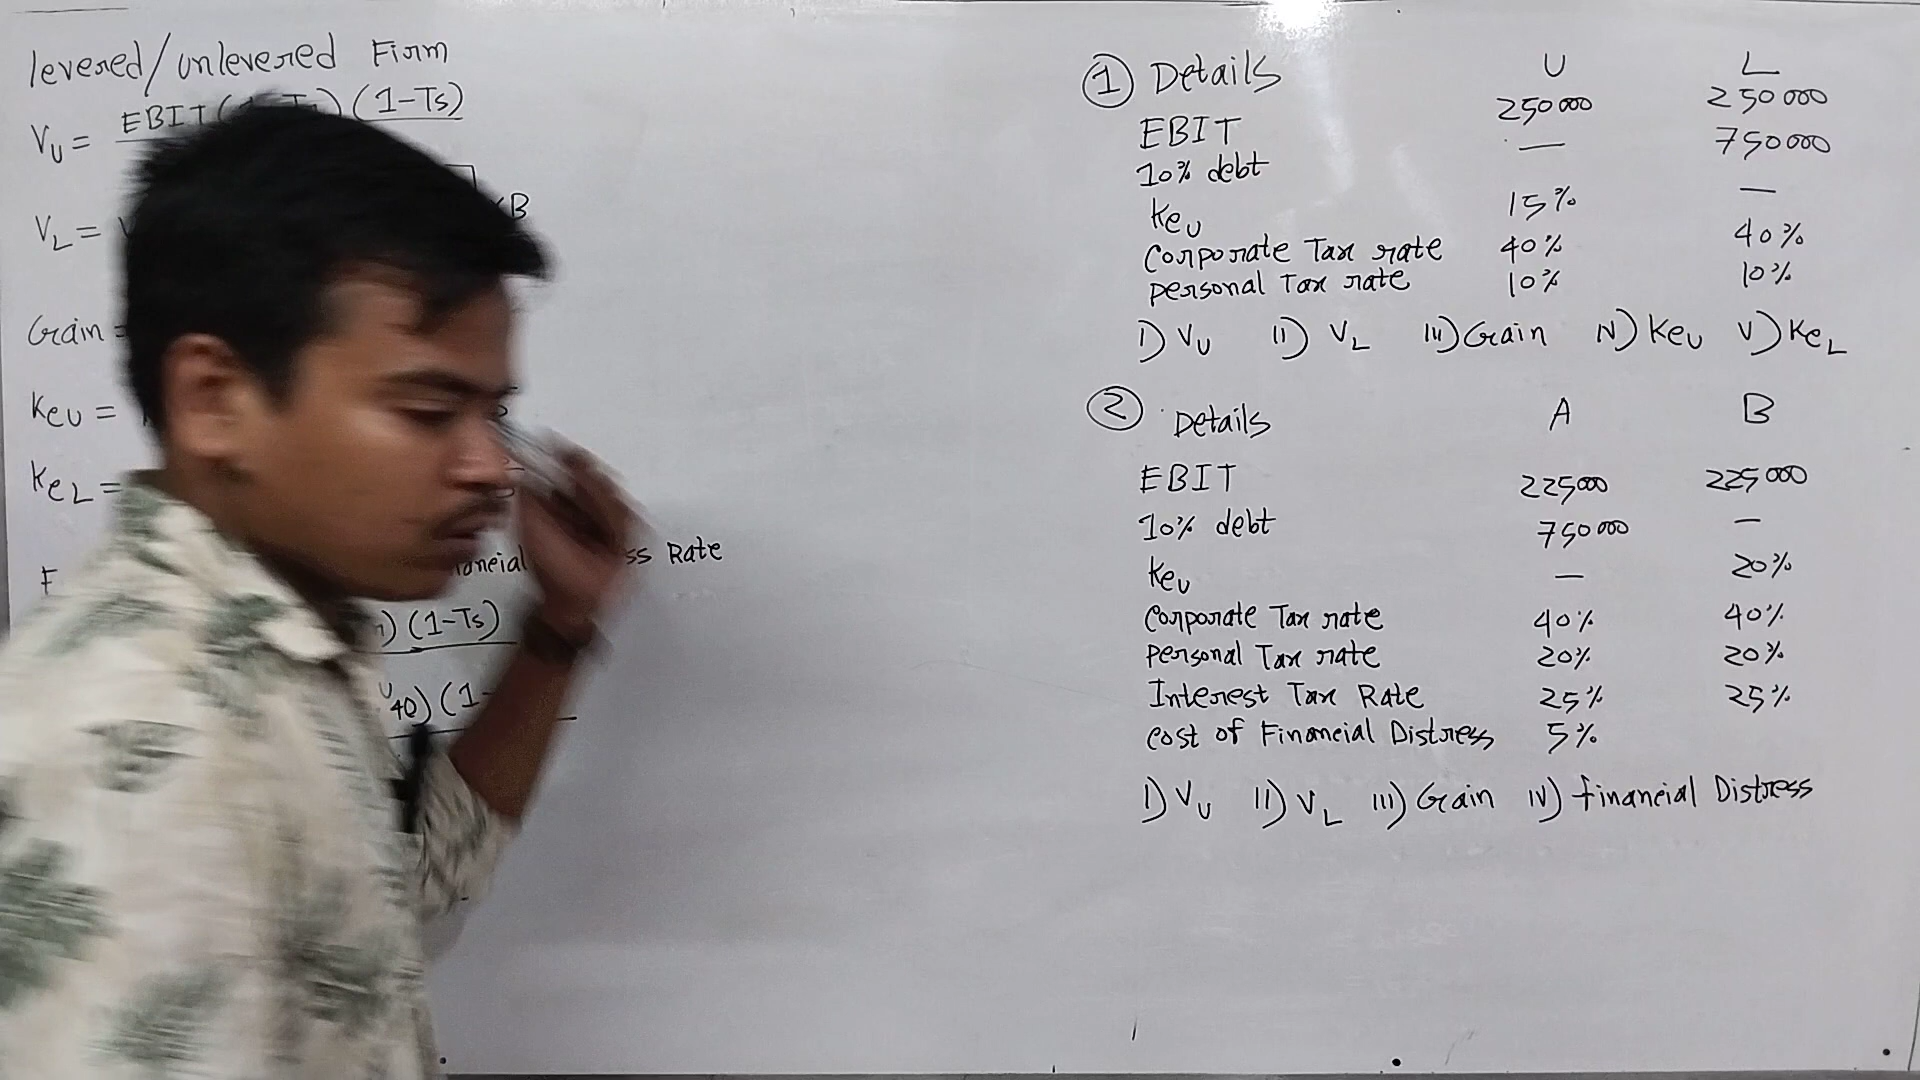 levered/unlevered Firm
VU = EBIT( (1-Ts)
VL = V B
Gain =
KeU =
KeL =
F ancial ss Rate
) (1-Ts)
40) (1-
① Details U L
EBIT 250000 250000
10% debt — 750000
KeU 15% —
Corporate Tax rate 40% 40%
personal Tax rate 10% 10%
I) VU II) VL III) Gain IV) KeU V) KeL
② Details A B
EBIT 225000 225000
10% debt 750000 —
KeU — 20%
Corporate Tax rate 40% 40%
personal Tax rate 20% 20%
Interest Tax Rate 25% 25%
cost of Financial Distress 5%
I) VU II) VL III) Gain IV) financial Distress